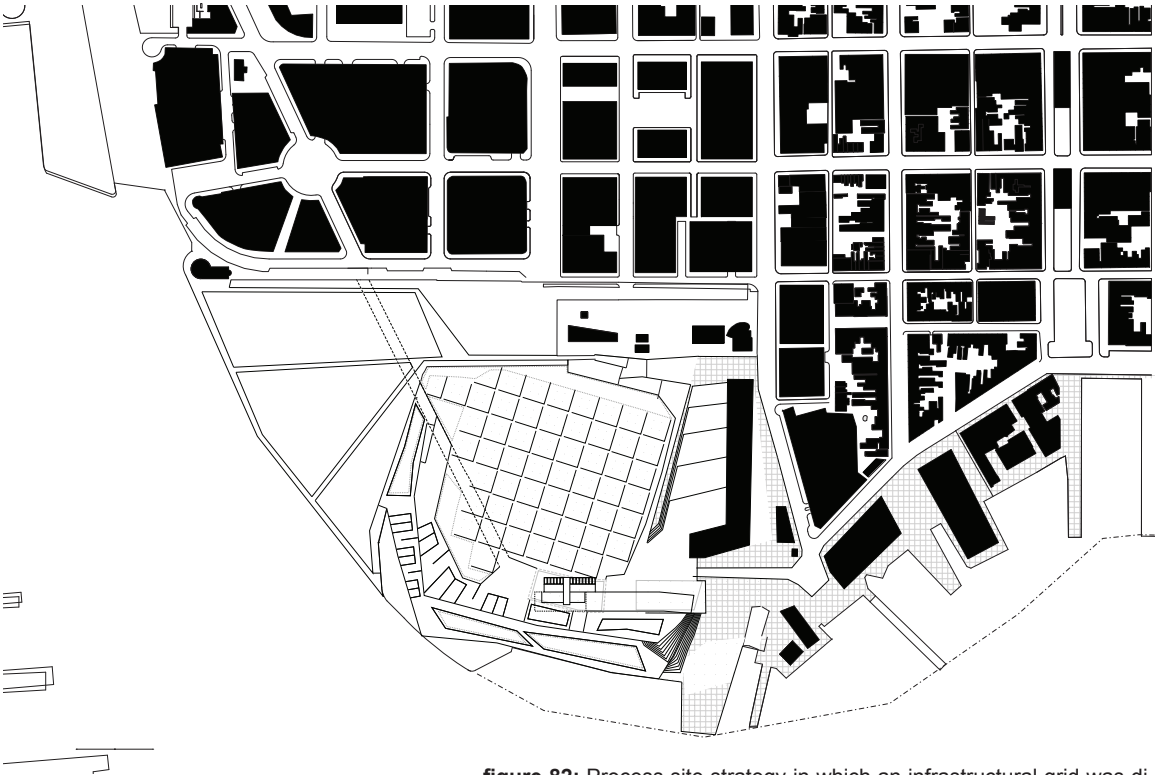 figure 82: Process site strategy in which an infrastructural grid was di-